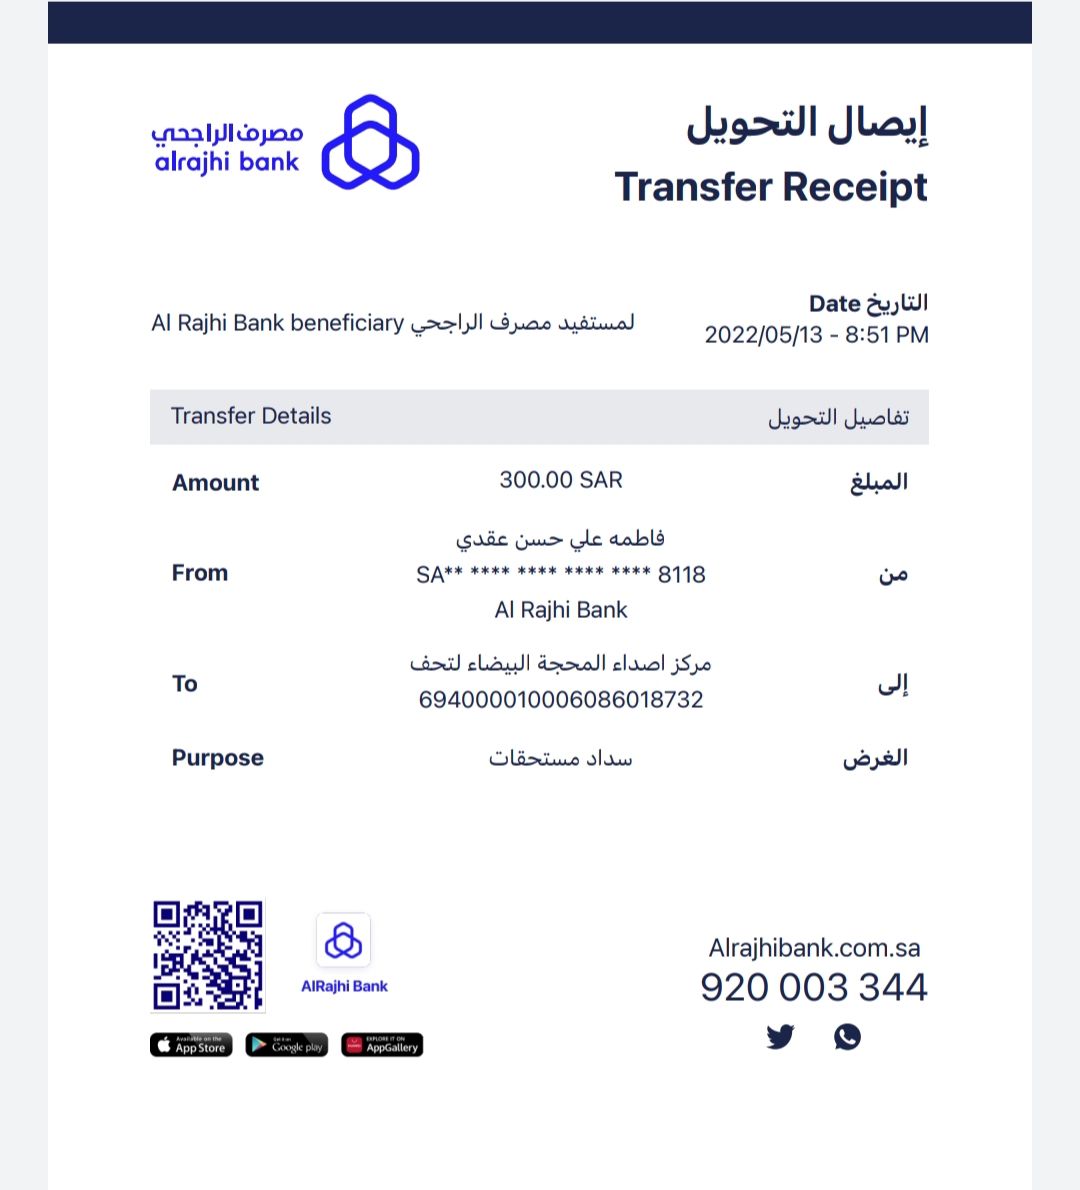 مصرف الراجحي
alrajhi bank
إيصال التحويل
Transfer Receipt
التاريخ Date
2022/05/13 - 8:51 PM
Al Rajhi Bank beneficiary لمستفيد مصرف الراجحي
Transfer Details تفاصيل التحويل
Amount 300.00 SAR المبلغ
فاطمه علي حسن عقدي
From SA** **** **** **** **** 8118 من
Al Rajhi Bank
مركز اصداء المحجة البيضاء لتحف
To 694000010006086018732 إلى
Purpose سداد مستحقات الغرض
AlRajhi Bank
Available on the
App Store
Get it on
Google play
EXPLORE IT ON
AppGallery
Alrajhibank.com.sa
920 003 344